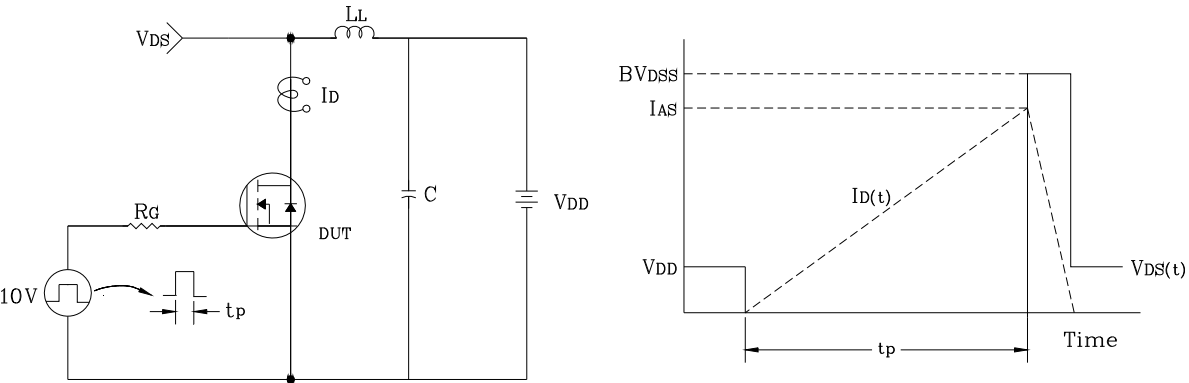 LL
VDS
ID
RG
C
VDD
DUT
10V
tp
BVDSS
IAS
ID(t)
VDD
VDS(t)
Time
tp